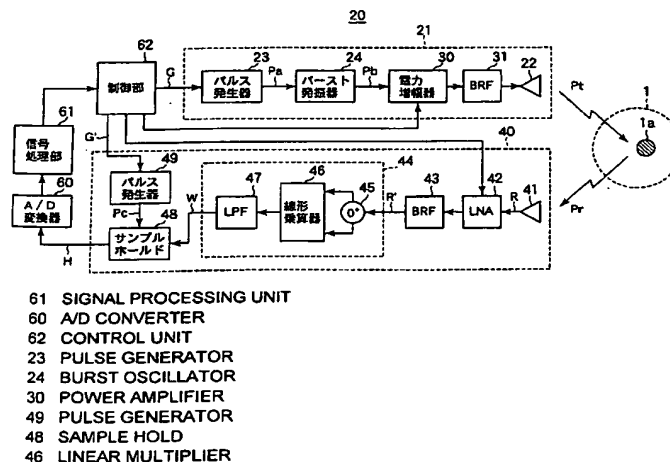 20
62
21
23
24
30
31
22
制御部
G
パルス
発生器
Pa
バースト
発振器
Pb
電力
増幅器
BRF
Pt
1
1a
61
信号
処理部
G'
40
49
パルス
発生器
Pc
44
47
46
45
43
42
41
60
A/D
変換器
48
サンプル
ホールド
W
LPF
線形
乗算器
0°
R'
BRF
LNA
R
Pr
H
61 SIGNAL PROCESSING UNIT
60 A/D CONVERTER
62 CONTROL UNIT
23 PULSE GENERATOR
24 BURST OSCILLATOR
30 POWER AMPLIFIER
49 PULSE GENERATOR
48 SAMPLE HOLD
46 LINEAR MULTIPLIER